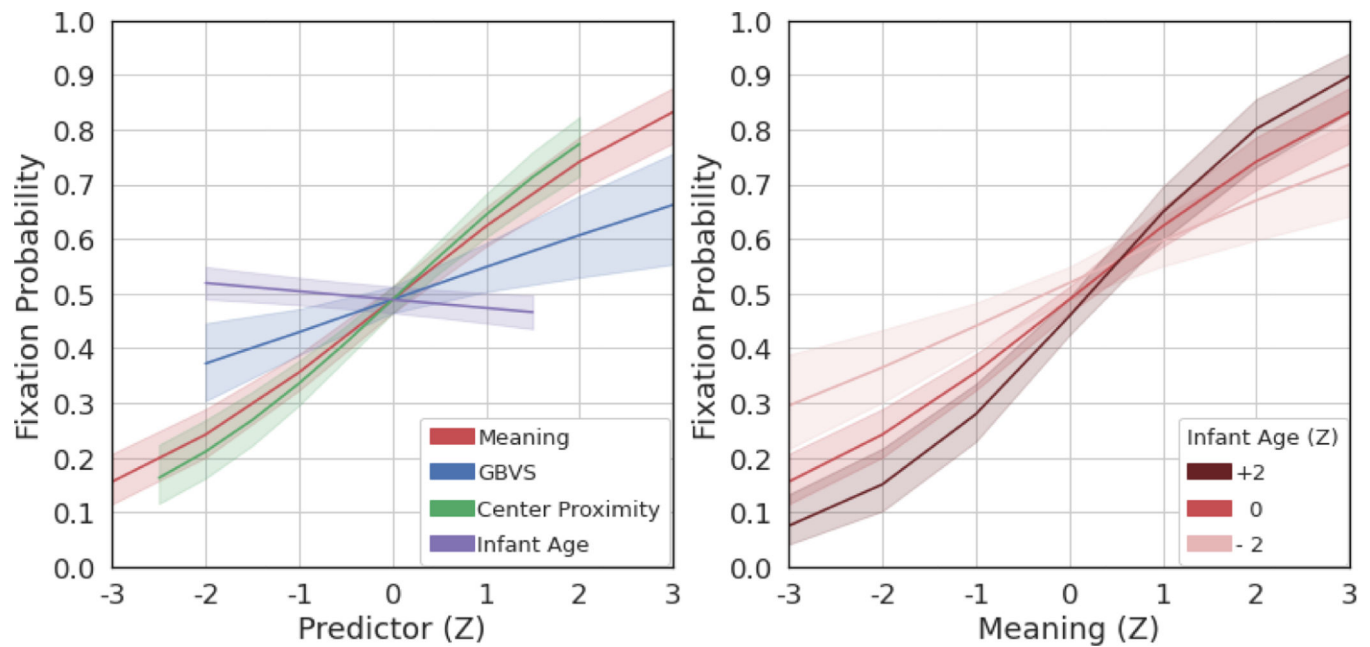 1.0
0.9
0.8
0.7
0.6
0.5
0.4
0.3
0.2
0.1
0.0
Fixation Probability
-3 -2 -1 0 1 2 3
Predictor (Z)
Meaning
GBVS
Center Proximity
Infant Age
1.0
0.9
0.8
0.7
0.6
0.5
0.4
0.3
0.2
0.1
0.0
Fixation Probability
-3 -2 -1 0 1 2 3
Meaning (Z)
Infant Age (Z)
+2
0
- 2